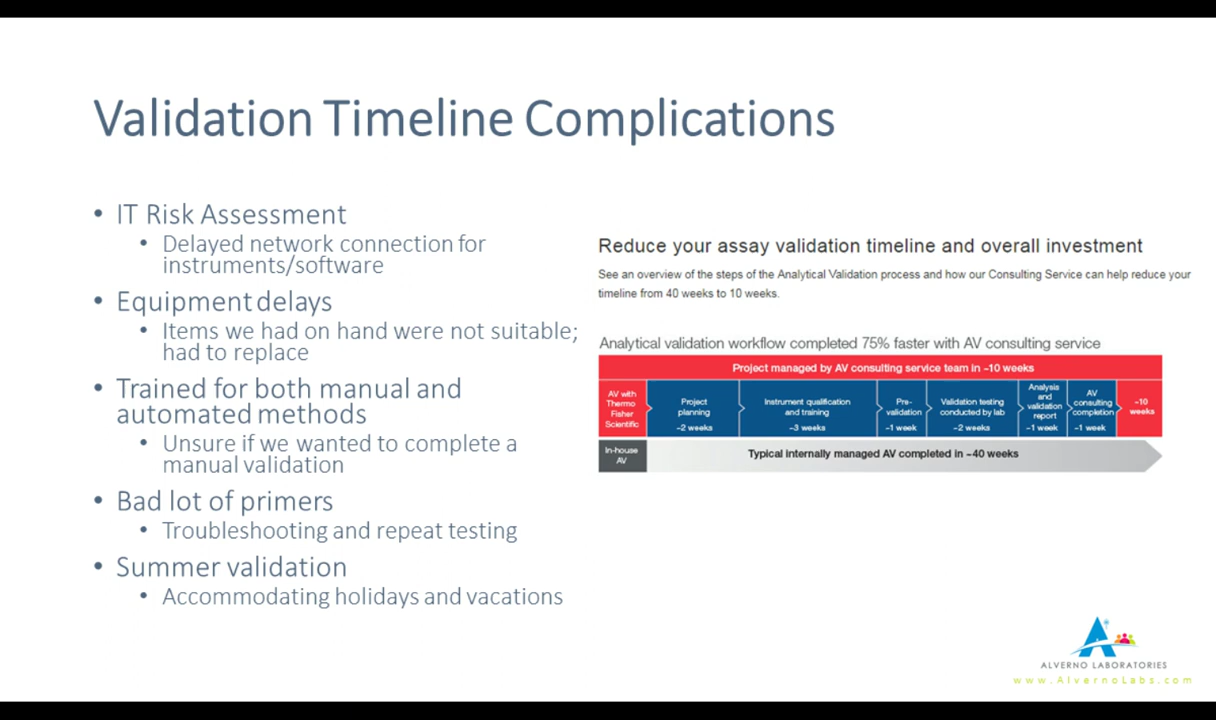 Validation Timeline Complications
• IT Risk Assessment
• Delayed network connection for
instruments/software
• Equipment delays
• Items we had on hand were not suitable;
had to replace
• Trained for both manual and
automated methods
• Unsure if we wanted to complete a
manual validation
• Bad lot of primers
• Troubleshooting and repeat testing
• Summer validation
• Accommodating holidays and vacations
Reduce your assay validation timeline and overall investment
See an overview of the steps of the Analytical Validation process and how our Consulting Service can help reduce your
timeline from 40 weeks to 10 weeks.
Analytical validation workflow completed 75% faster with AV consulting service
Project managed by AV consulting service team in ~10 weeks
AV with
Thermo
Fisher
Scientific
Project
planning
~2 weeks
Instrument qualification
and training
~3 weeks
Pre-
validation
~1 week
Validation testing
conducted by lab
~2 weeks
Analysis
and
validation
report
~1 week
AV
consulting
completion
~1 week
~10
weeks
In-house
AV
Typical internally managed AV completed in ~40 weeks
ALVERNO LABORATORIES
www.AlvernoLabs.com